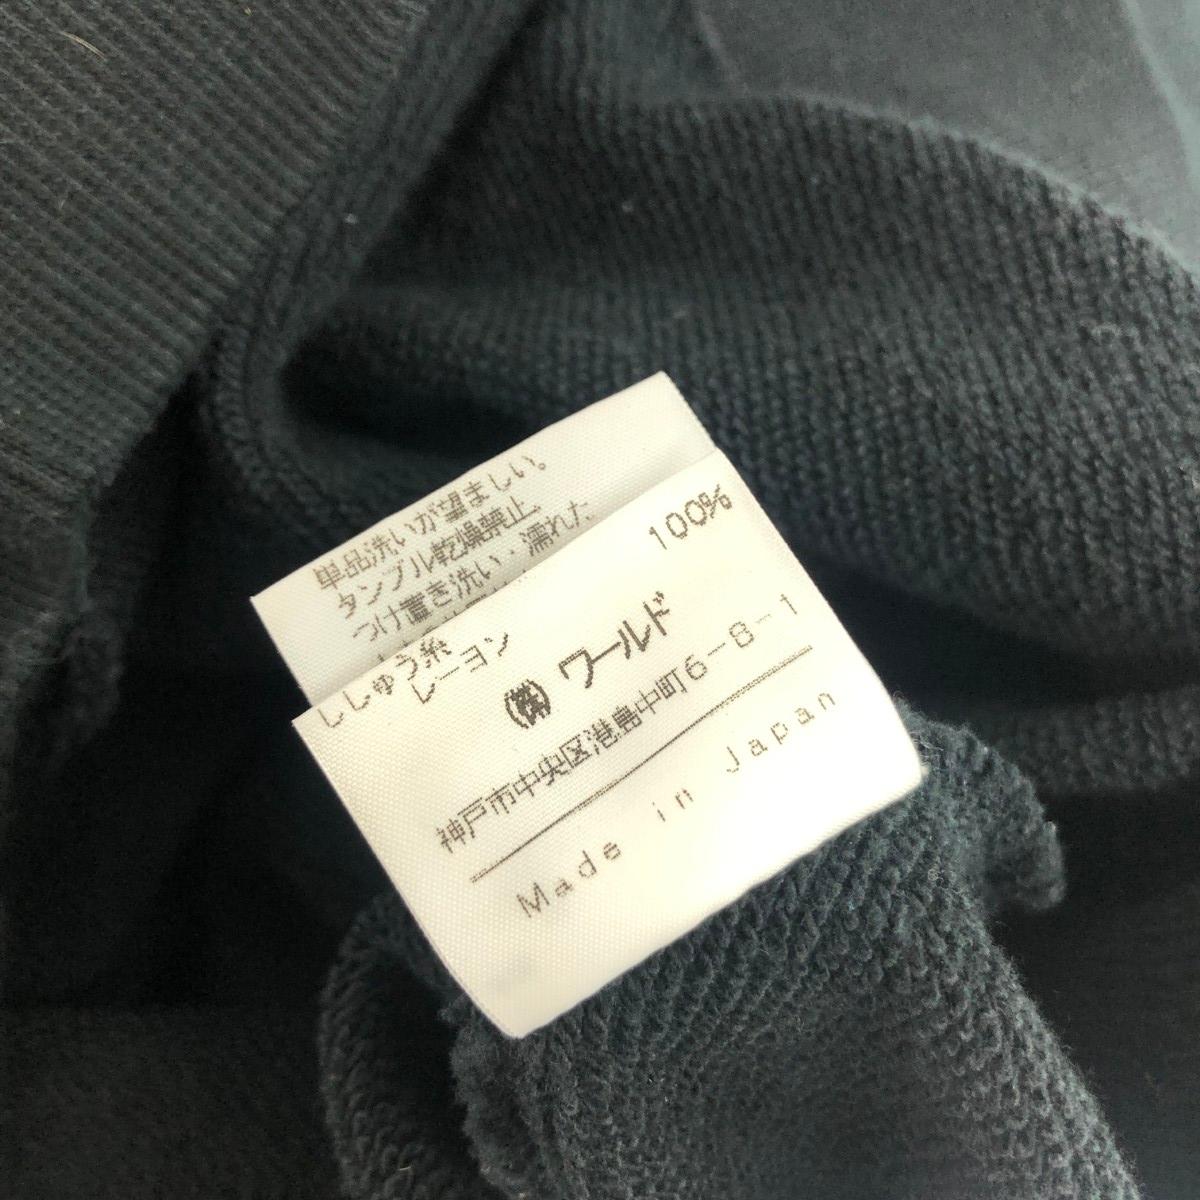 単品洗いが望ましい。
タンブル乾燥禁止.
つけ置き洗い・濡れた
ししゅう糸
レーヨン 100%
(株) ワールド
神戸市中央区港島中町6-8-1
Made in Japan